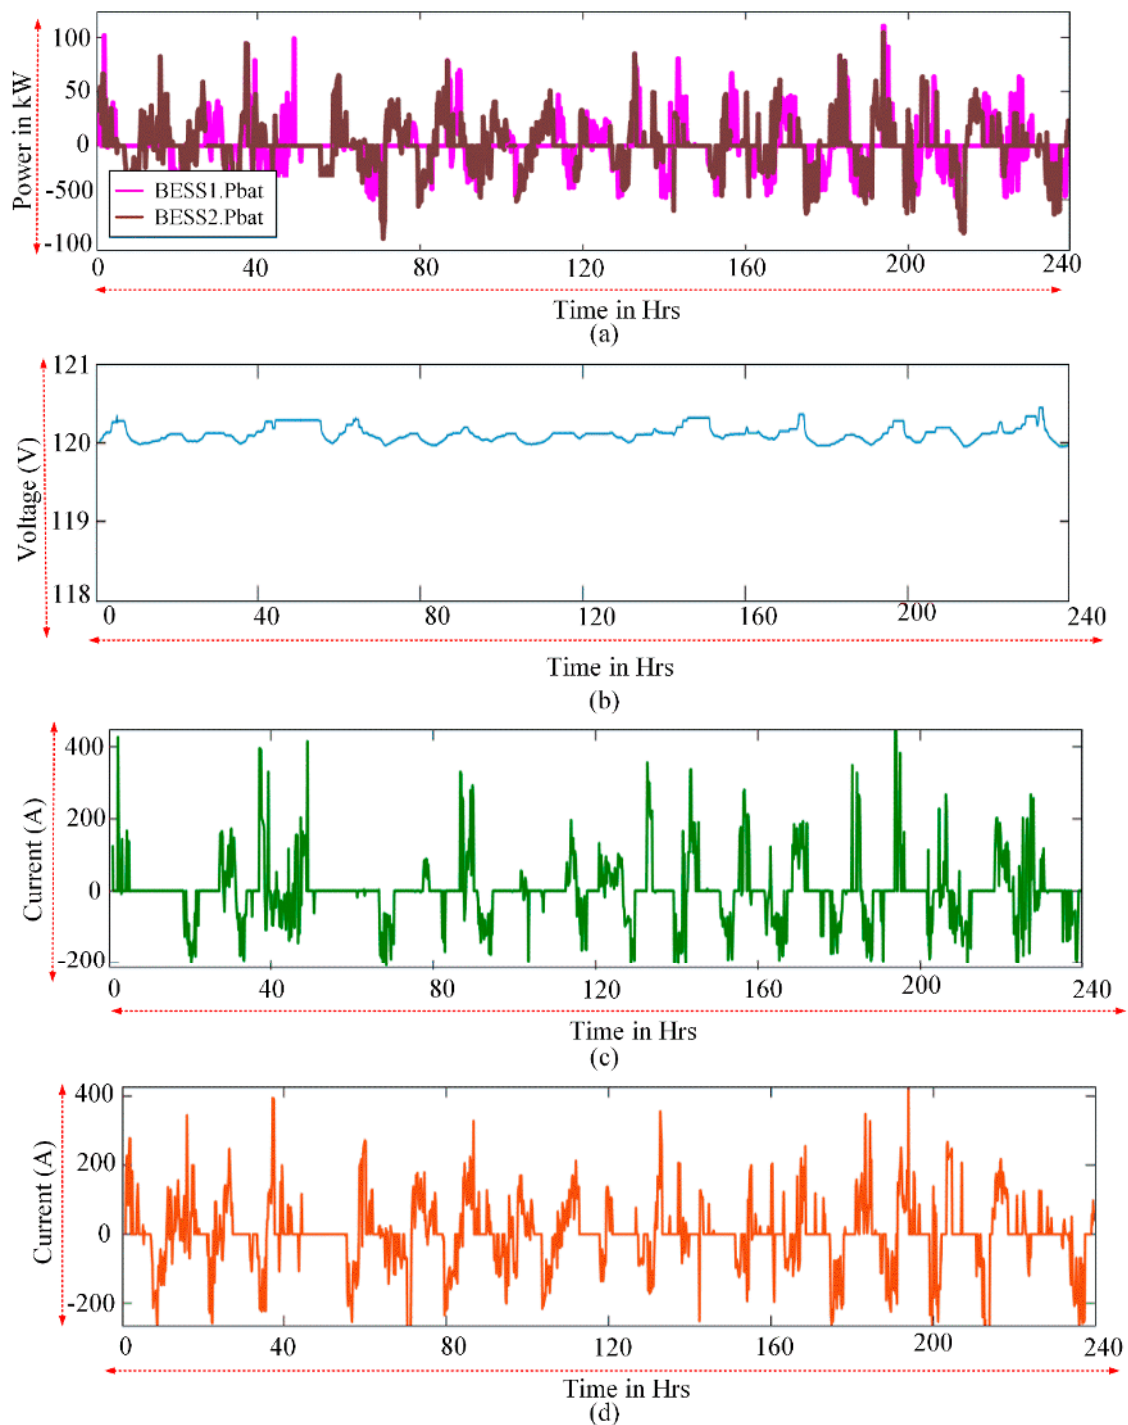 Power in kW
100
50
0
-500
-100
BESS1.Pbat
BESS2.Pbat
0 40 80 120 160 200 240
Time in Hrs
(a)
Voltage (V)
121
120
119
118
0 40 80 120 160 200 240
Time in Hrs
(b)
Current (A)
400
200
0
-200
0 40 80 120 160 200 240
Time in Hrs
(c)
Current (A)
400
200
0
-200
0 40 80 120 160 200 240
Time in Hrs
(d)